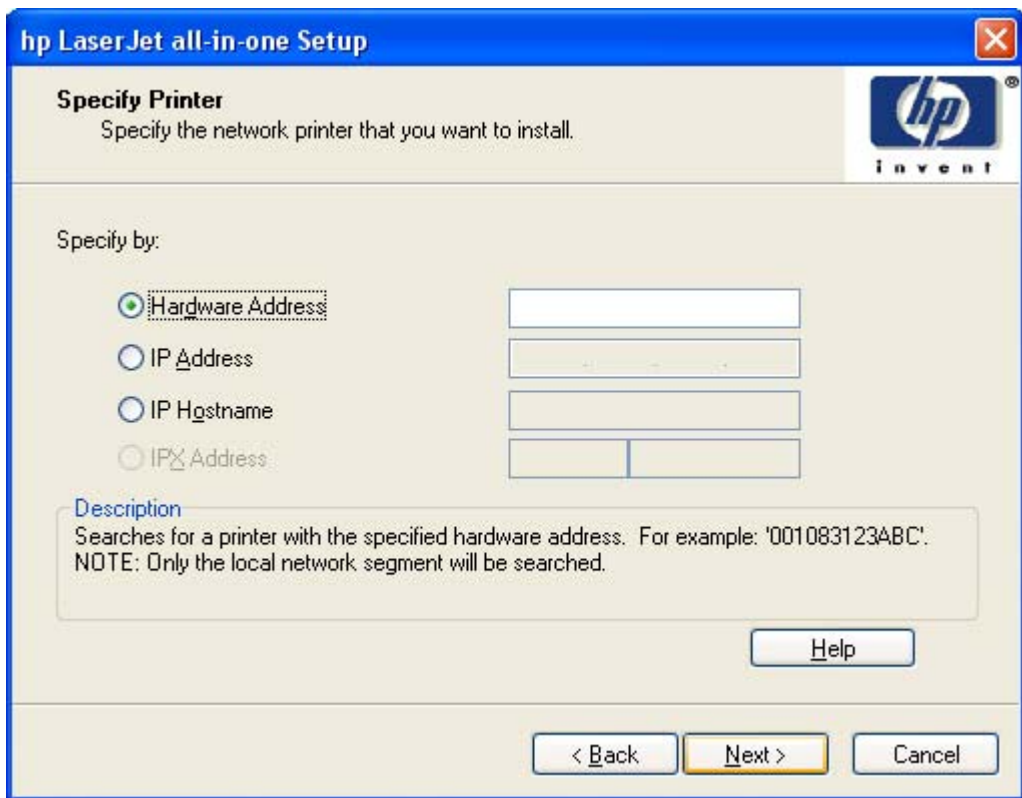 hp LaserJet all-in-one Setup
Specify Printer
Specify the network printer that you want to install.
hp ®
invent
Specify by:
Hardware Address
IP Address
. . .
IP Hostname
IPX Address
Description
Searches for a printer with the specified hardware address. For example: '001083123ABC'.
NOTE: Only the local network segment will be searched.
Help
< Back
Next >
Cancel